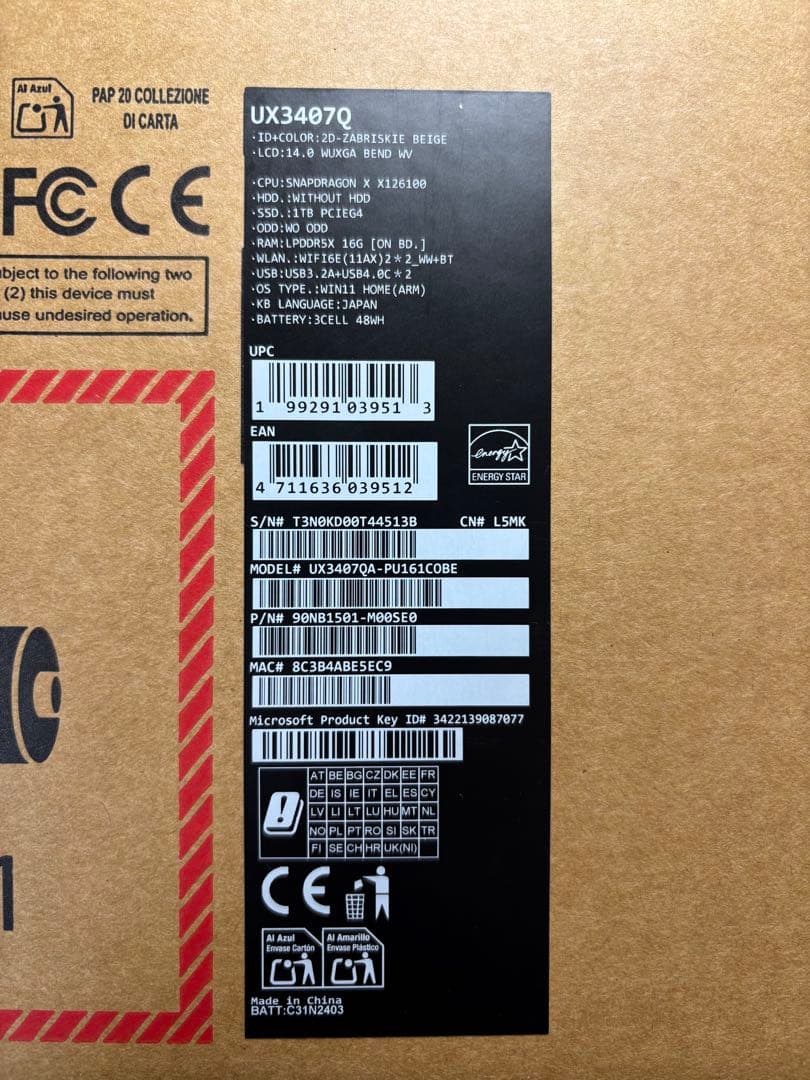 Al Azul
PAP 20 COLLEZIONE
DI CARTA
FC CE
bject to the following two
(2) this device must
use undesired operation.
1
UX3407Q
·ID+COLOR:2D-ZABRISKIE BEIGE
·LCD:14.0 WUXGA BEND WV
·CPU:SNAPDRAGON X X126100
·HDD.:WITHOUT HDD
·SSD.:1TB PCIEG4
·ODD:WO ODD
·RAM:LPDDR5X 16G [ON BD.]
·WLAN.:WIFI6E(11AX)2*2_WW+BT
·USB:USB3.2A+USB4.0C*2
·OS TYPE.:WIN11 HOME(ARM)
·KB LANGUAGE:JAPAN
·BATTERY:3CELL 48WH
UPC
1 99291 03951 3
EAN
4 711636 039512
energy
ENERGY STAR
S/N# T3N0KD00T44513B CN# L5MK
MODEL# UX3407QA-PU161COBE
P/N# 90NB1501-M00SE0
MAC# 8C3B4ABE5EC9
Microsoft Product Key ID# 3422139087077
AT BE BG CZ DK EE FR
DE IS IE IT EL ES CY
LV LI LT LU HU MT NL
NO PL PT RO SI SK TR
FI SE CH HR UK(NI)
CE
Al Azul
Envase Cartón
Al Amarillo
Envase Plástico
Made in China
BATT:C31N2403